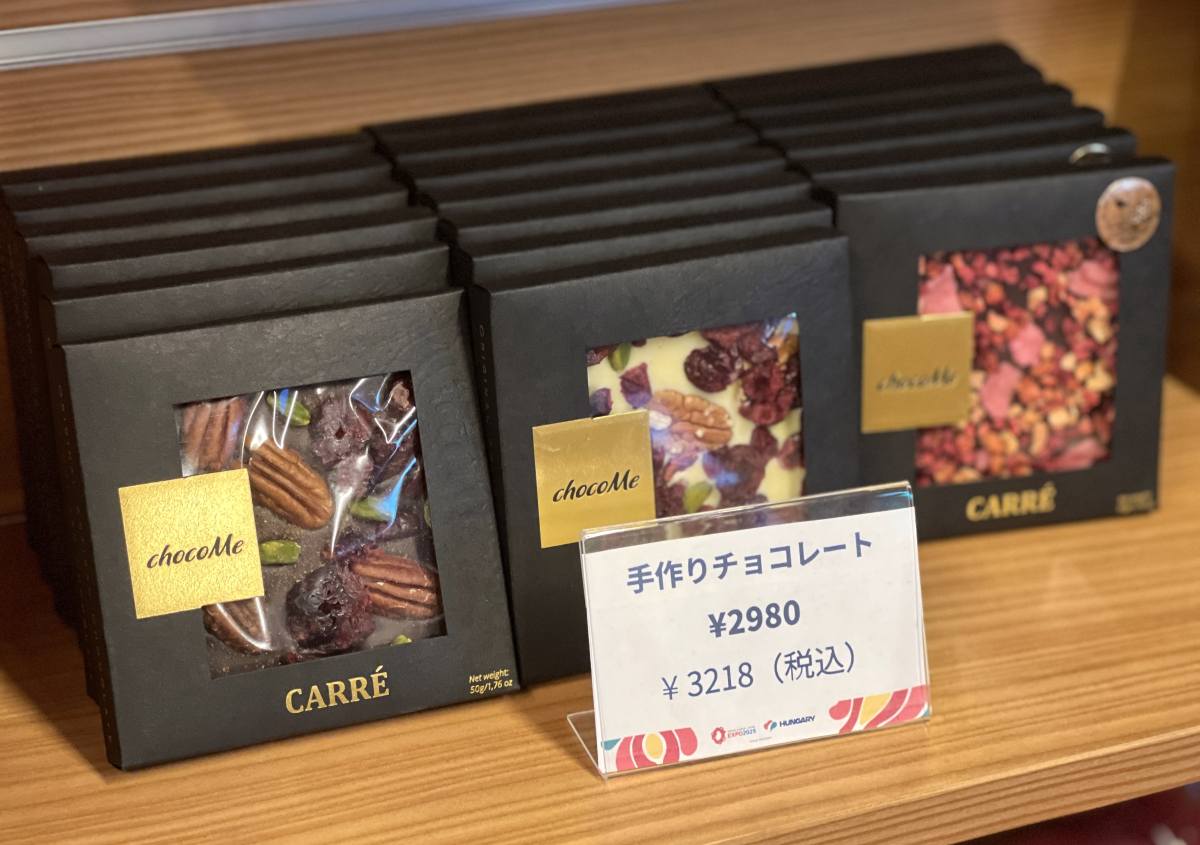 chocoMe
CARRÉ
Net weight:
50g/1,76 oz
chocoMe
chocoMe
CARRÉ
手作りチョコレート
¥2980
¥ 3218（税込）
EXPO2025
HUNGARY